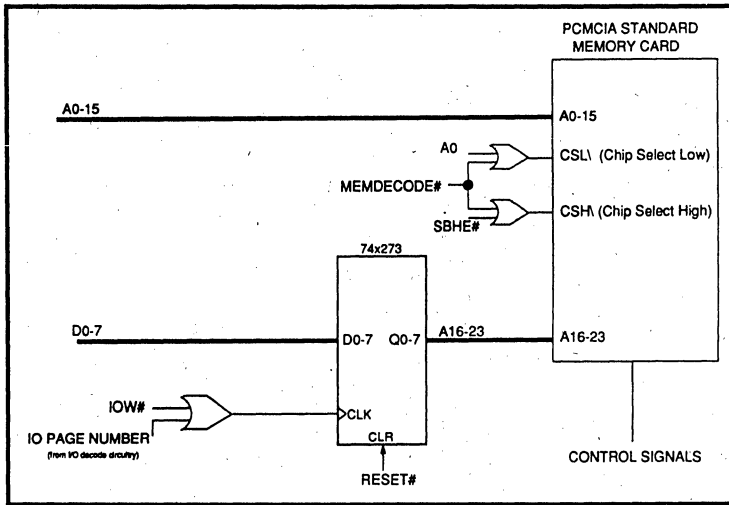 PCMCIA STANDARD
MEMORY CARD
A0-15
A0-15
A0
CSL\ (Chip Select Low)
MEMDECODE#
CSH\ (Chip Select High)
SBHE#
74x273
D0-7
D0-7
Q0-7
A16-23
A16-23
IOW#
CLK
IO PAGE NUMBER
(from I/O decode circuitry)
CLR
RESET#
CONTROL SIGNALS